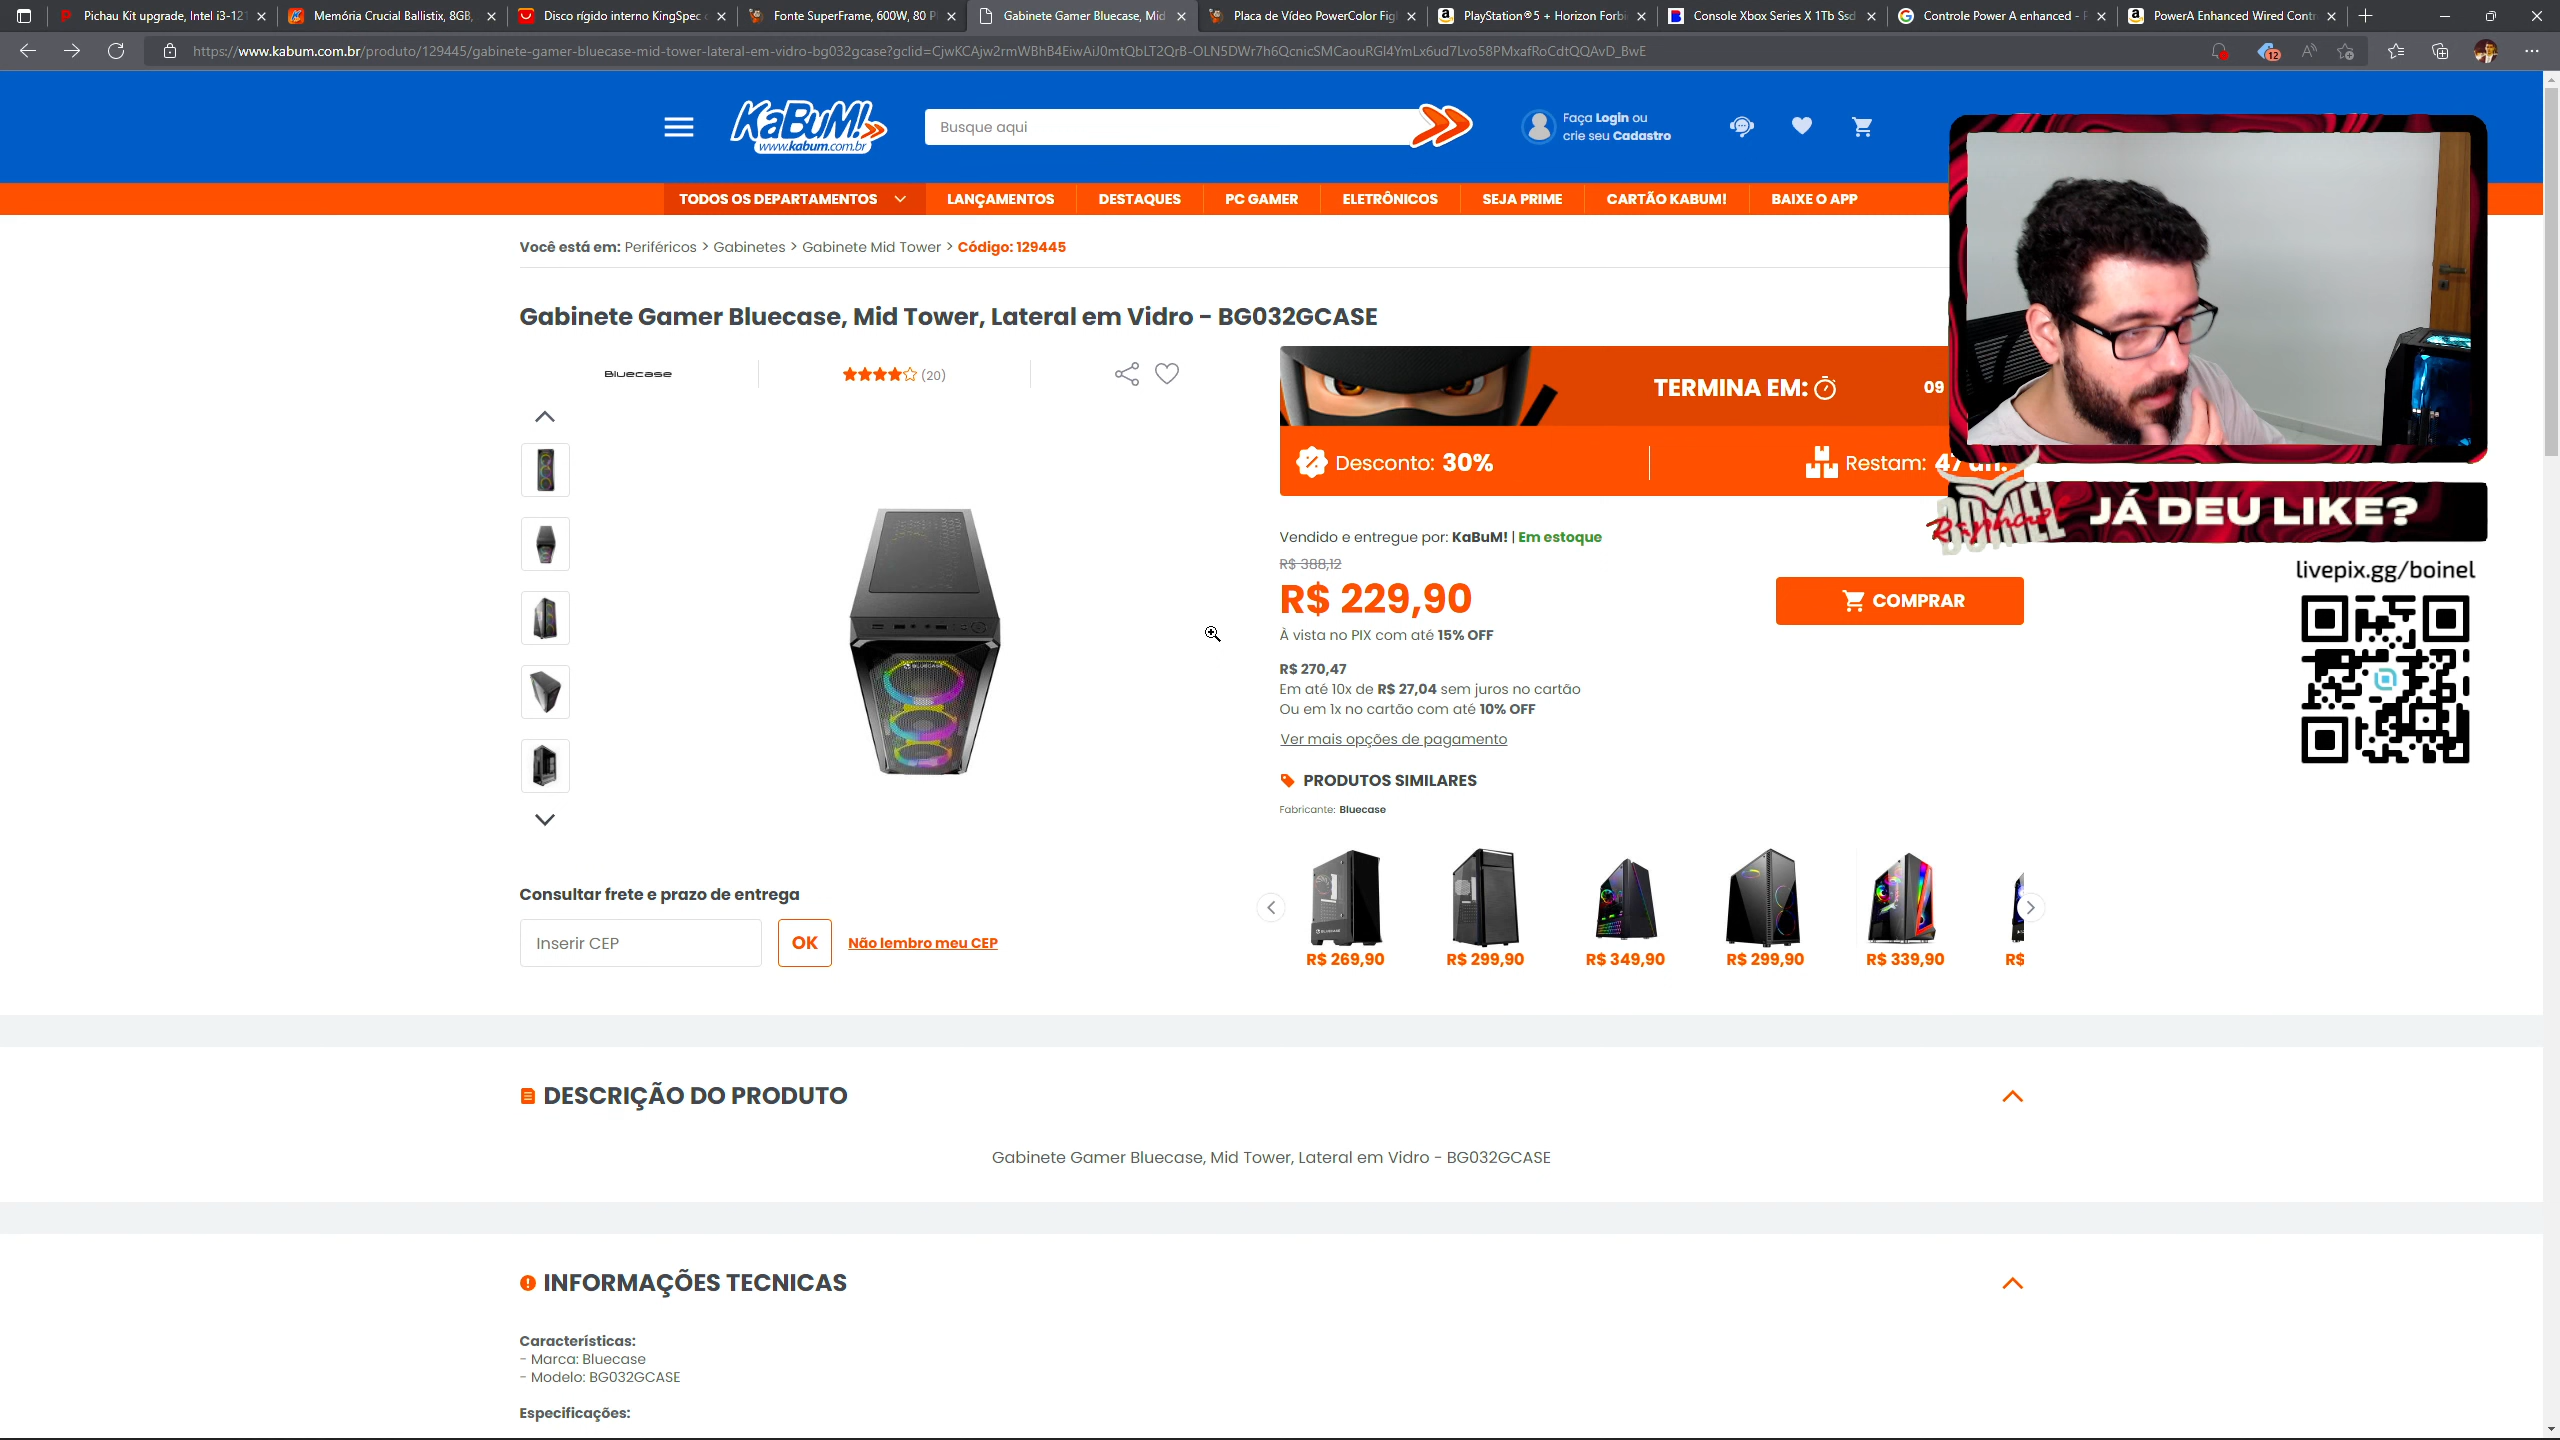 Pichau Kit upgrade, Intel i3-121
Memória Crucial Ballistix, 8GB,
Disco rígido interno KingSpec
Fonte SuperFrame, 600W, 80 P
Gabinete Gamer Bluecase, Mid
Placa de Vídeo PowerColor Fig
PlayStation®5 + Horizon Forbi
Console Xbox Series X 1Tb Ssd
Controle Power A enhanced -
PowerA Enhanced Wired Contr
https://www.kabum.com.br/produto/129445/gabinete-gamer-bluecase-mid-tower-lateral-em-vidro-bg032gcase?gclid=CjwKCAjw2rmWBhB4EiwAiJ0mtQbLT2QrB-OLN5DWr7h6QcnicSMCaouRGl4YmLx6ud7Lvo58PMxafRoCdtQQAvD_BwE
12
KaBuM!
www.kabum.com.br
Busque aqui
Faça Login ou
crie seu Cadastro
TODOS OS DEPARTAMENTOS
LANÇAMENTOS
DESTAQUES
PC GAMER
ELETRÔNICOS
SEJA PRIME
CARTÃO KABUM!
BAIXE O APP
Você está em: Periféricos > Gabinetes > Gabinete Mid Tower > Código: 129445
Gabinete Gamer Bluecase, Mid Tower, Lateral em Vidro - BG032GCASE
Bluecase
(20)
TERMINA EM:
09
Desconto: 30%
Restam: 47 un.
Raphael
BOINEL
JÁ DEU LIKE?
livepix.gg/boinel
Vendido e entregue por: KaBuM! | Em estoque
R$ 388,12
R$ 229,90
COMPRAR
À vista no PIX com até 15% OFF
R$ 270,47
Em até 10x de R$ 27,04 sem juros no cartão
Ou em 1x no cartão com até 10% OFF
Ver mais opções de pagamento
PRODUTOS SIMILARES
Fabricante: Bluecase
BLUECASE
R$ 269,90
R$ 299,90
R$ 349,90
R$ 299,90
R$ 339,90
R$
Consultar frete e prazo de entrega
Inserir CEP
OK
Não lembro meu CEP
DESCRIÇÃO DO PRODUTO
Gabinete Gamer Bluecase, Mid Tower, Lateral em Vidro - BG032GCASE
INFORMAÇÕES TECNICAS
Características:
- Marca: Bluecase
- Modelo: BG032GCASE
Especificações: